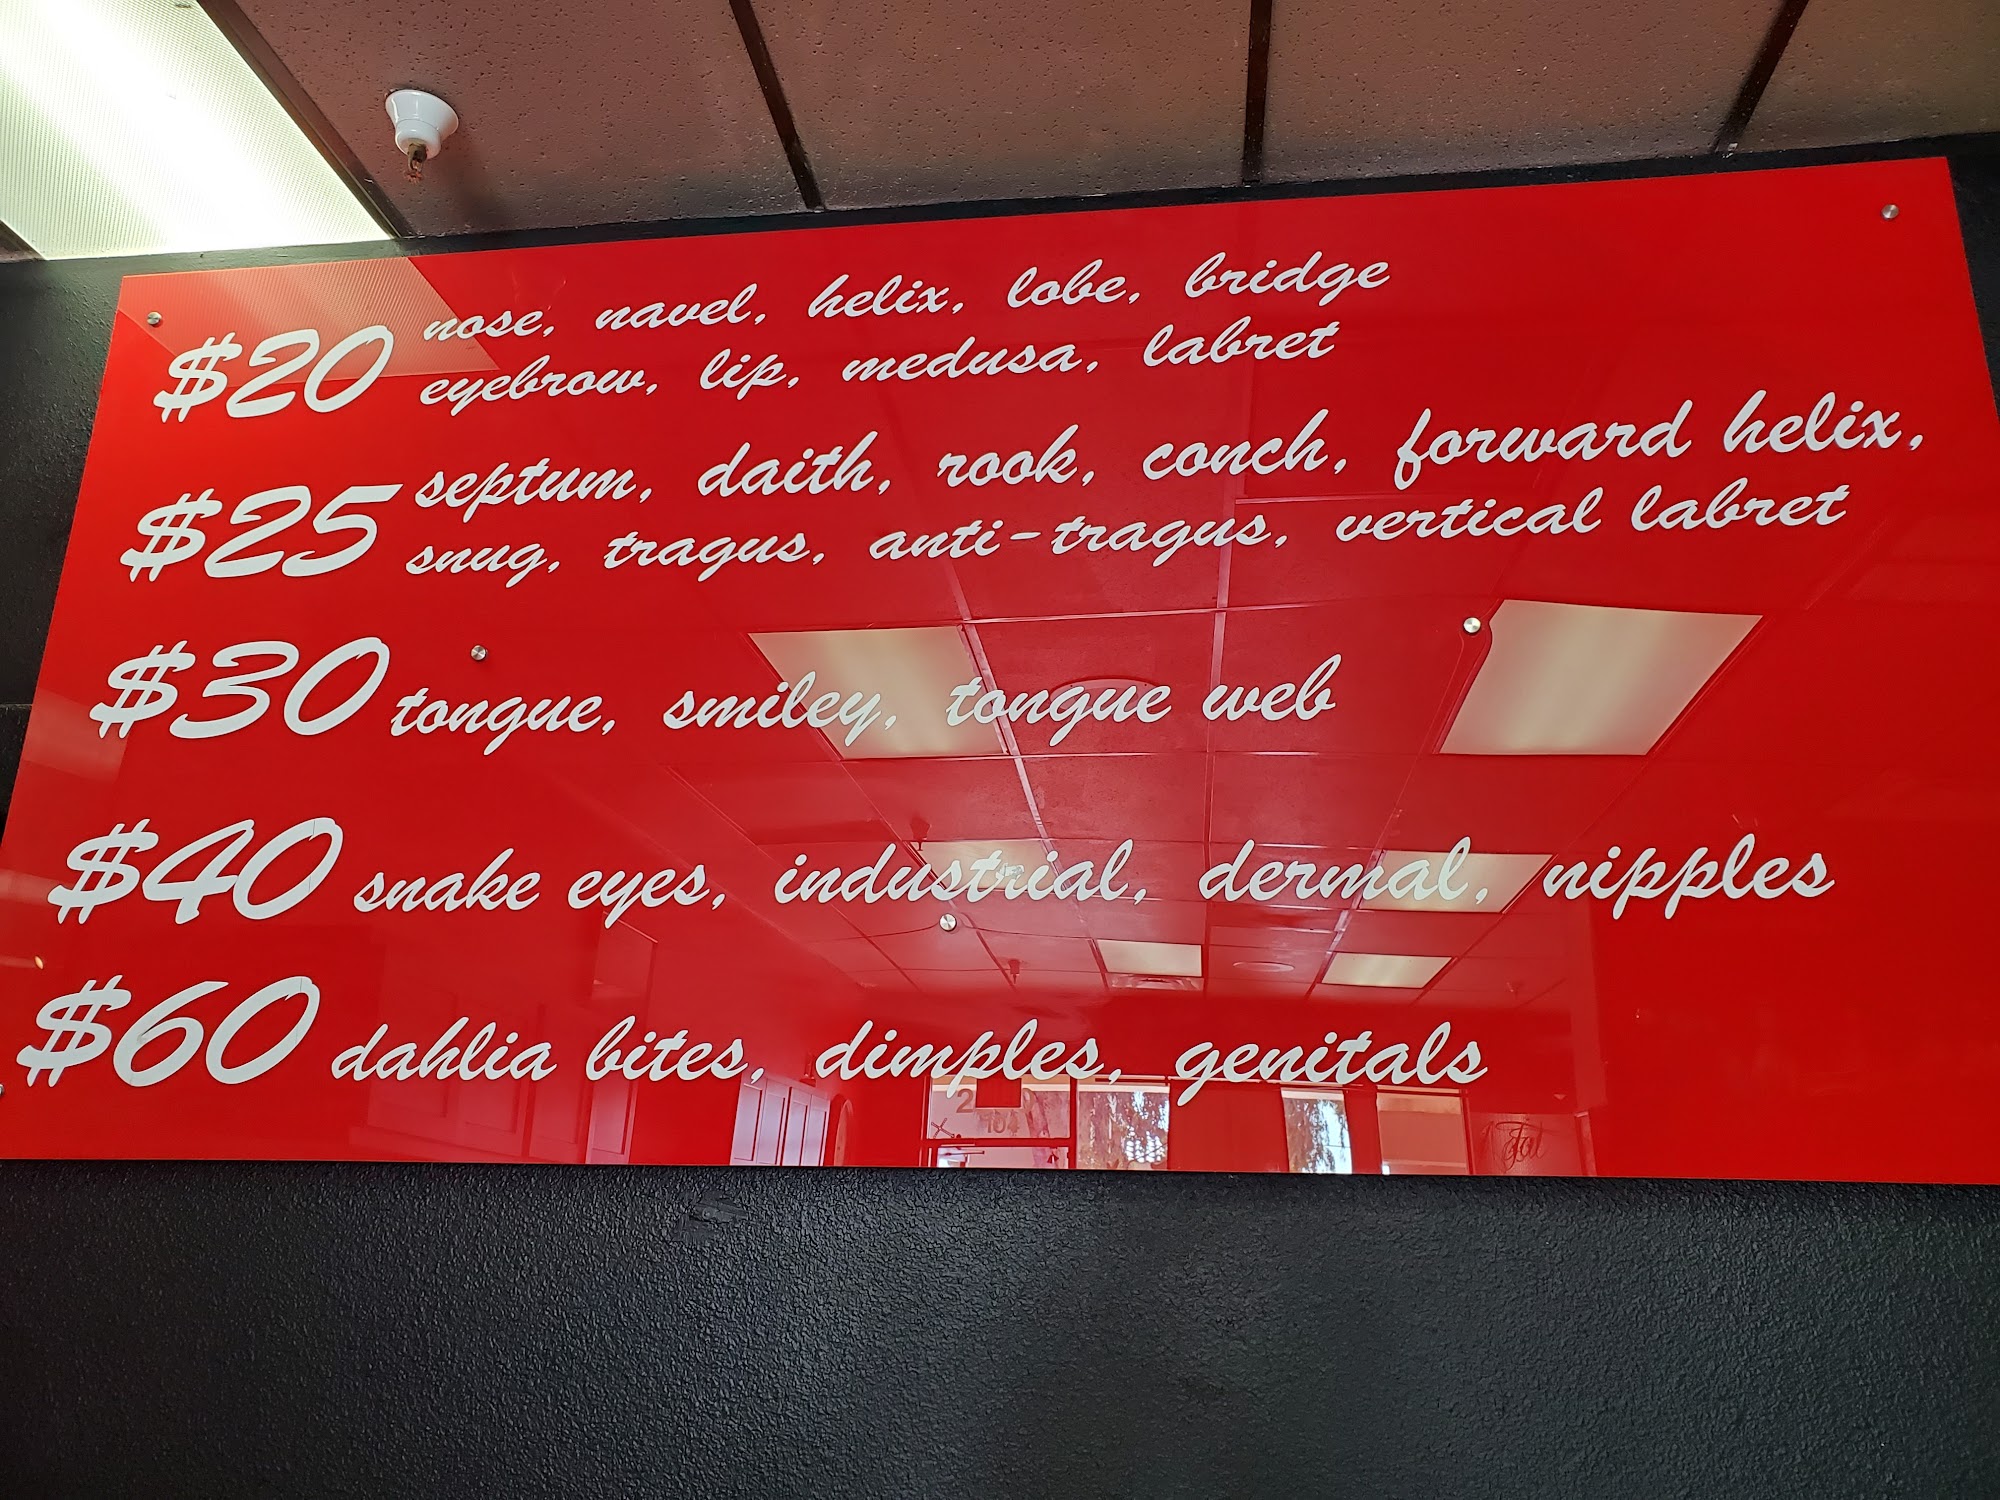 $20 nose, navel, helix, lobe, bridge
eyebrow, lip, medusa, labret
$25 septum, daith, rook, conch, forward helix,
snug, tragus, anti-tragus, vertical labret
$30 tongue, smiley, tongue web
$40 snake eyes, industrial, dermal, nipples
$60 dahlia bites, dimples, genitals
104